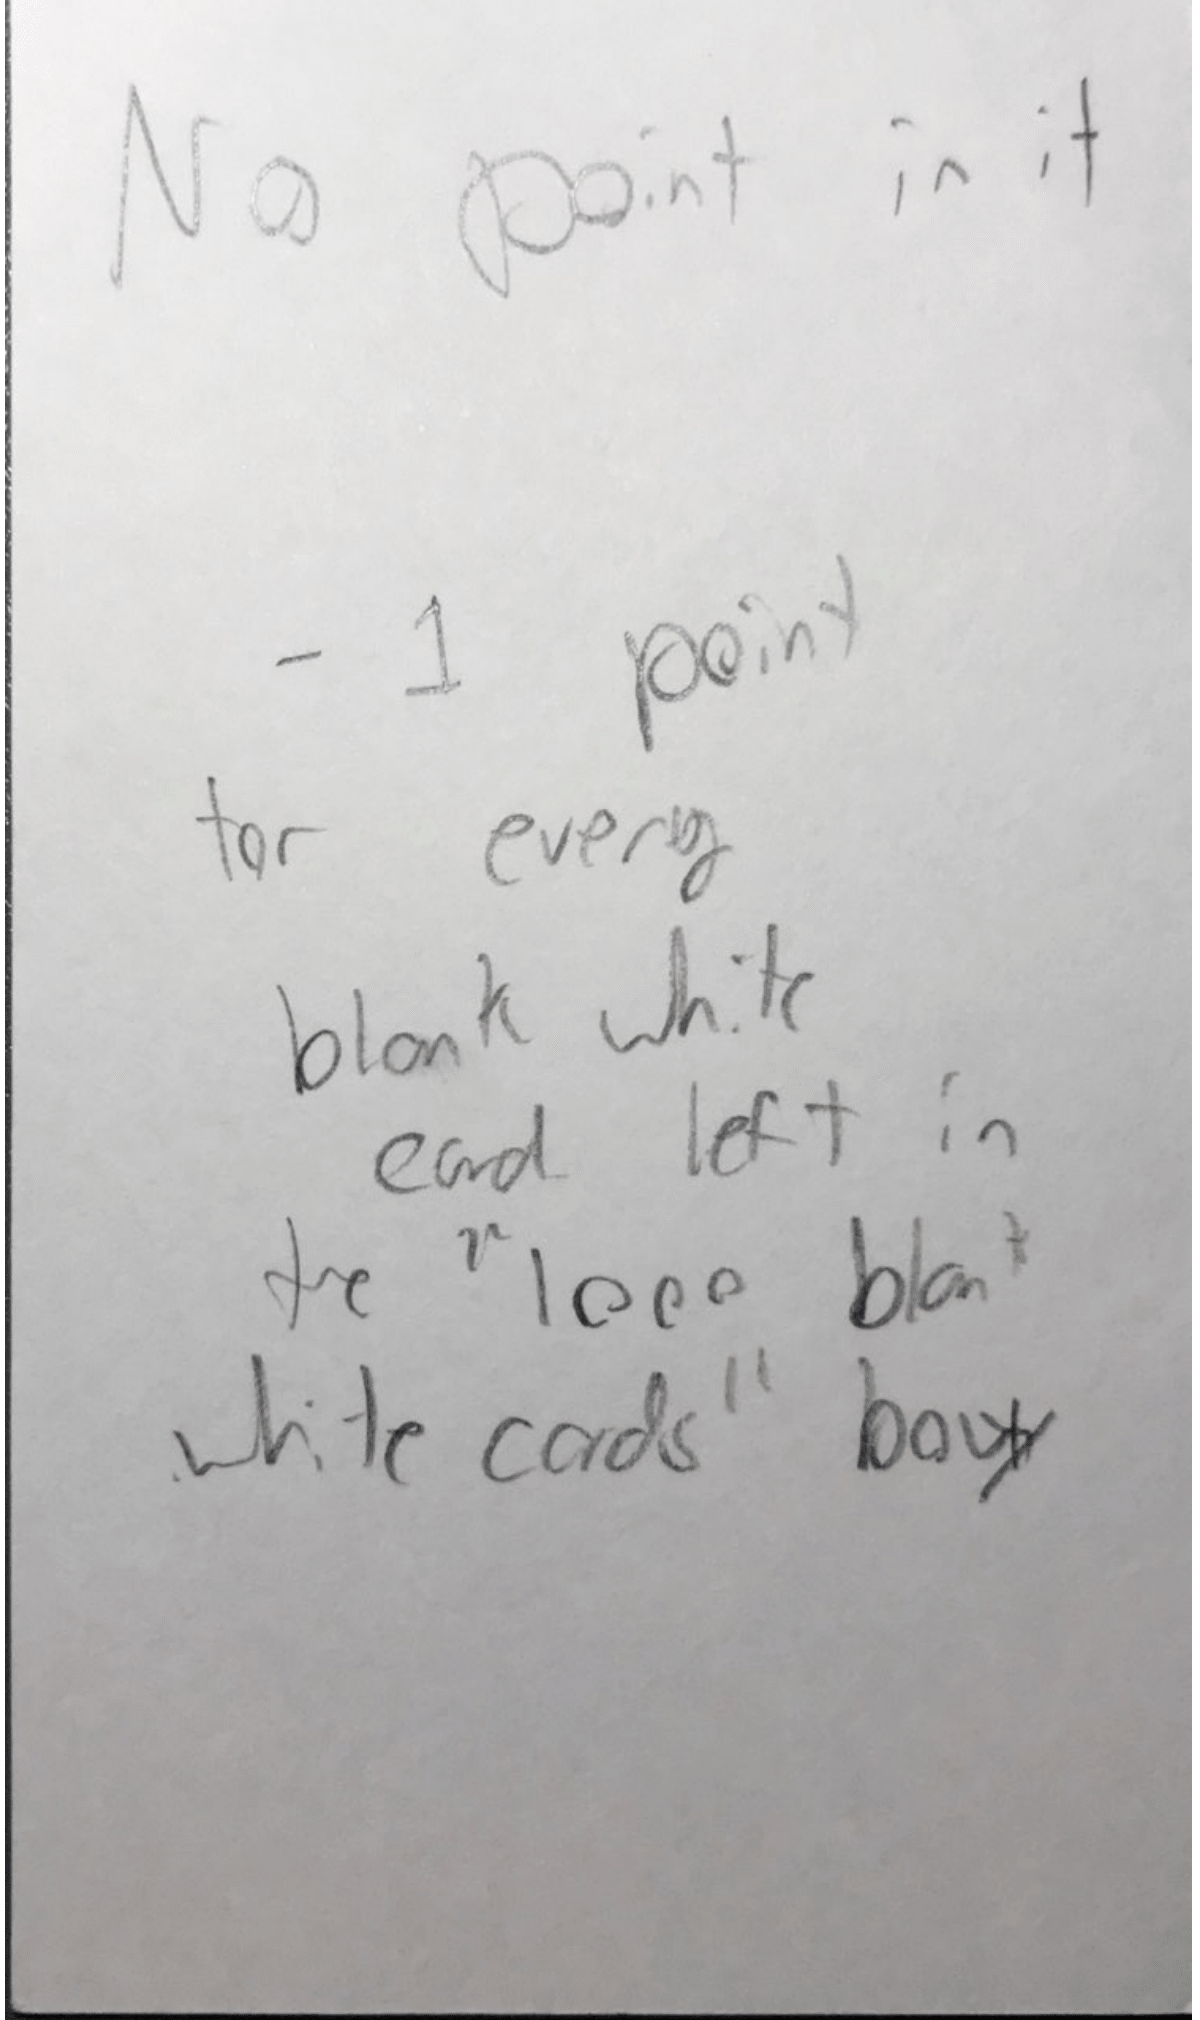 No point in it
- 1 point
for every
blank white
card left in
the "1000 blank
white cards" box